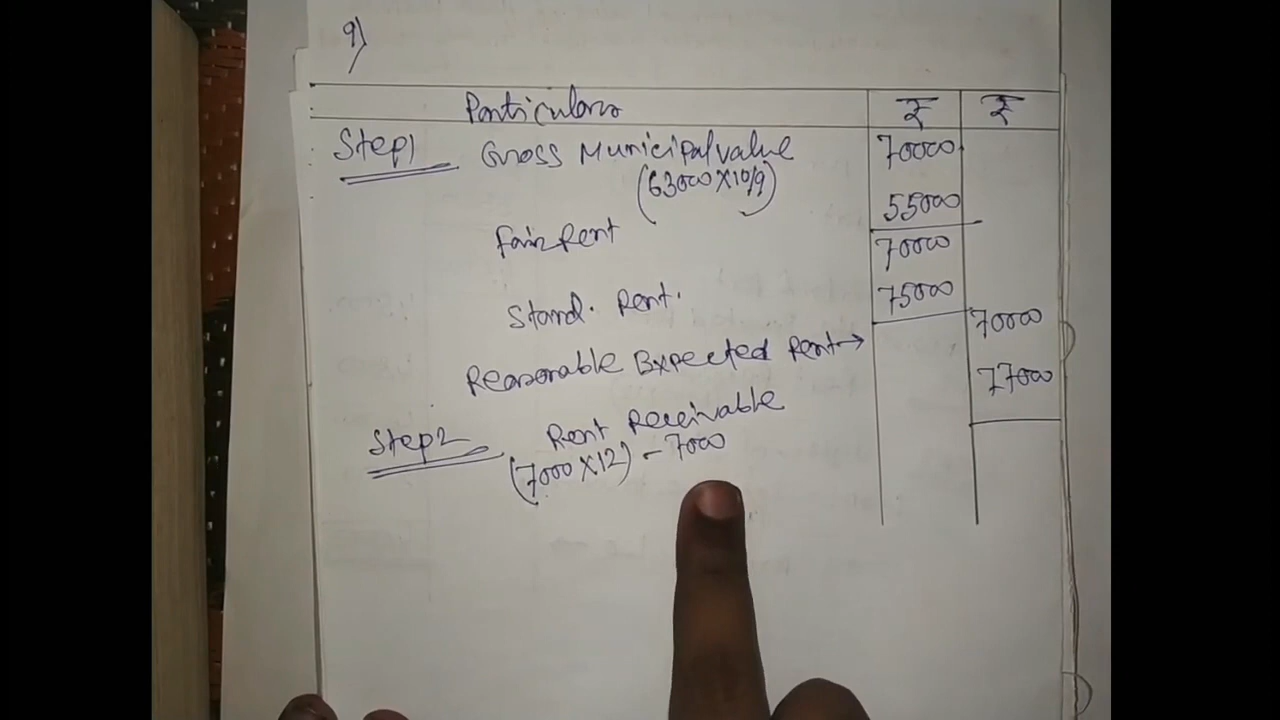 9)
Particulars ₹ ₹
Step1 Gross Municipal value 70000
(63000×10/9)
Fair Rent 55000
70000
Stand. Rent. 75000
Reasonable Expected Rent→ 70000
Step2 Rent Receivable 77000
(7000×12) - 7000